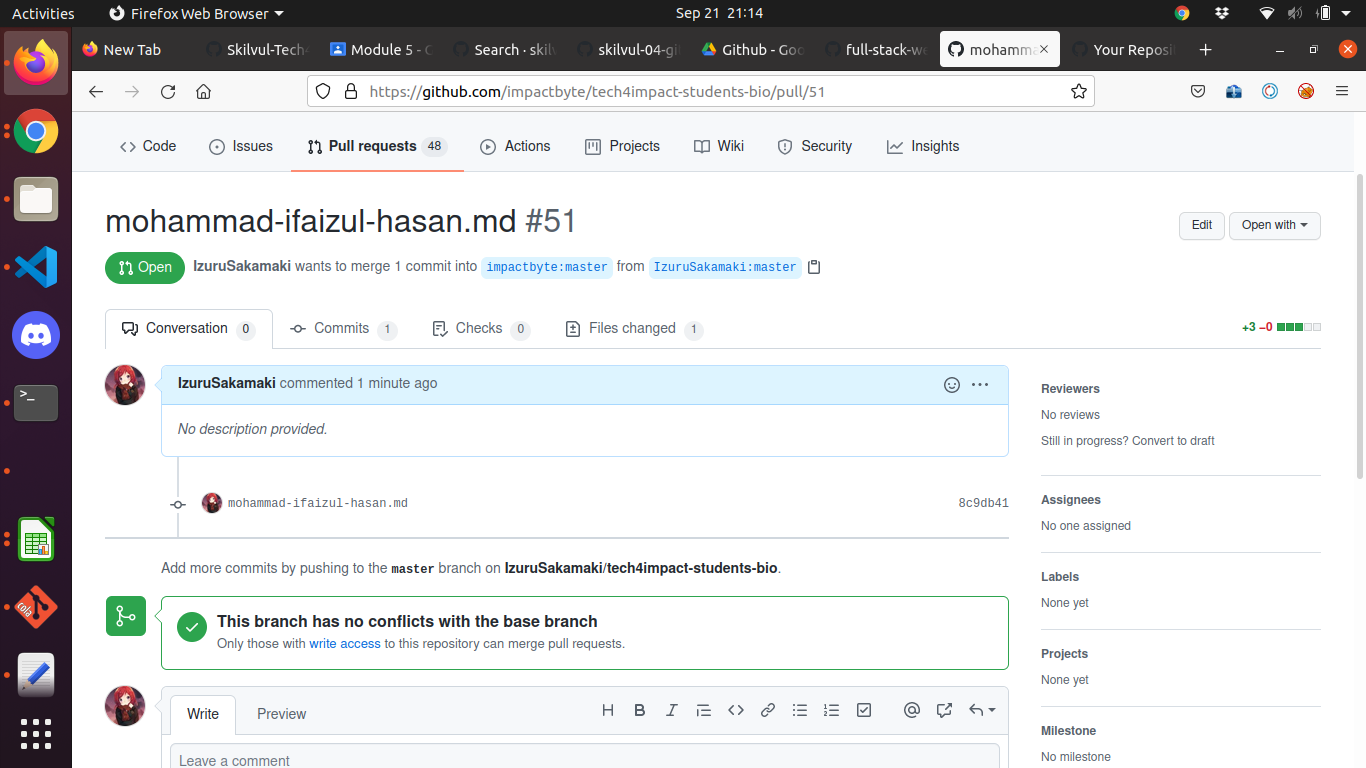 Activities Firefox Web Browser Sep 21 21:14
New Tab Skilvul-Tech4 Module 5 - Search · skil skilvul-04-gi Github - Goo full-stack-we mohamma Your Reposi
https://github.com/impactbyte/tech4impact-students-bio/pull/51
Code Issues Pull requests 48 Actions Projects Wiki Security Insights
mohammad-ifaizul-hasan.md #51
Edit Open with
Open IzuruSakamaki wants to merge 1 commit into impactbyte:master from IzuruSakamaki:master
Conversation 0 Commits 1 Checks 0 Files changed 1 +3 −0
IzuruSakamaki commented 1 minute ago
No description provided.
mohammad-ifaizul-hasan.md 8c9db41
Add more commits by pushing to the master branch on IzuruSakamaki/tech4impact-students-bio.
This branch has no conflicts with the base branch
Only those with write access to this repository can merge pull requests.
Write Preview
Leave a comment
Reviewers
No reviews
Still in progress? Convert to draft
Assignees
No one assigned
Labels
None yet
Projects
None yet
Milestone
No milestone
cola